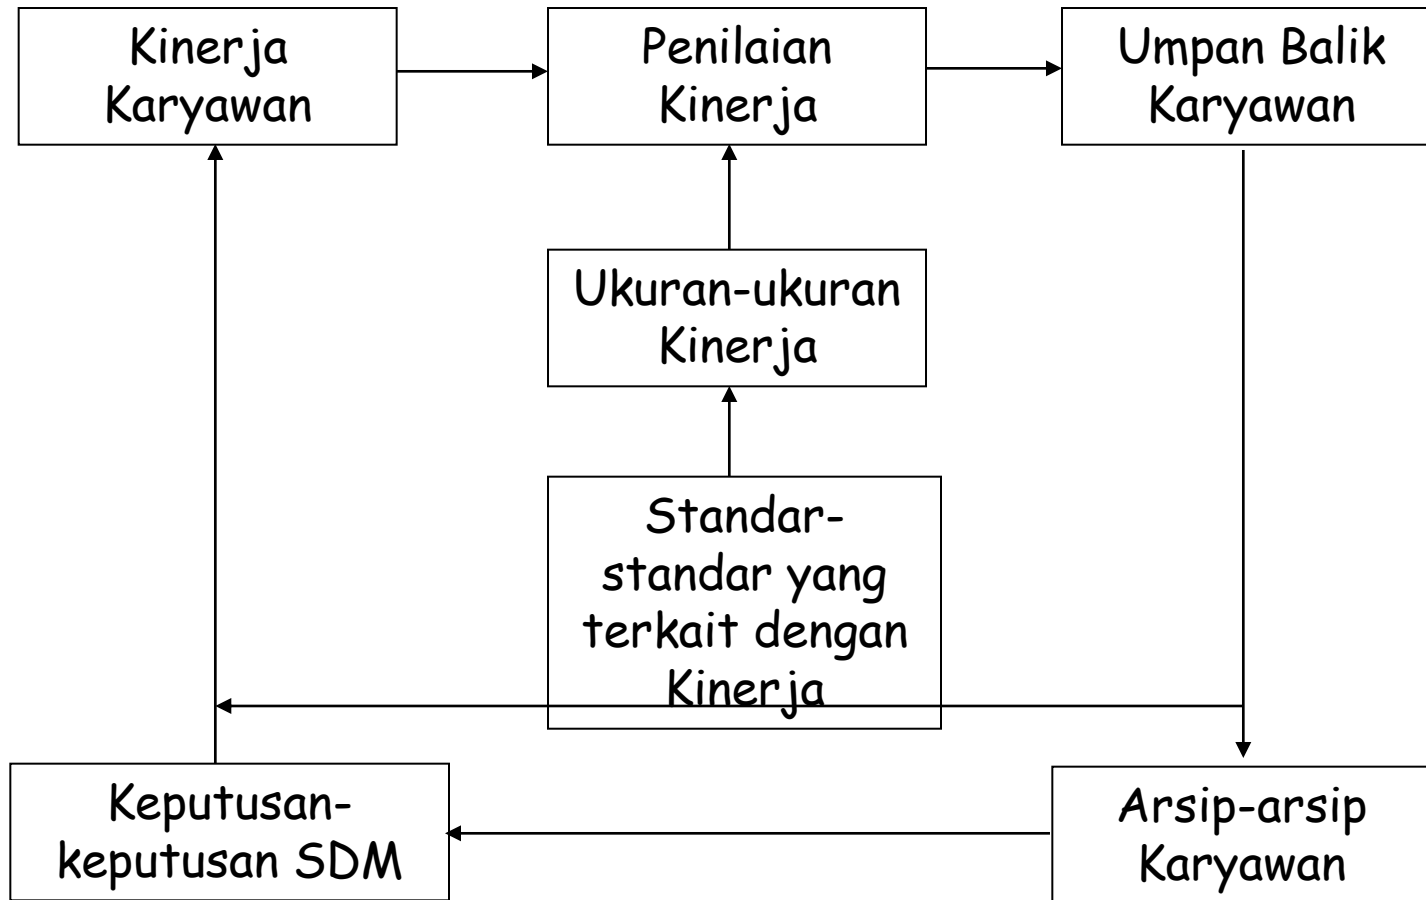 Kinerja
Karyawan
Penilaian
Kinerja
Umpan Balik
Karyawan
Ukuran-ukuran
Kinerja
Standar-
standar yang
terkait dengan
Kinerja
Keputusan-
keputusan SDM
Arsip-arsip
Karyawan